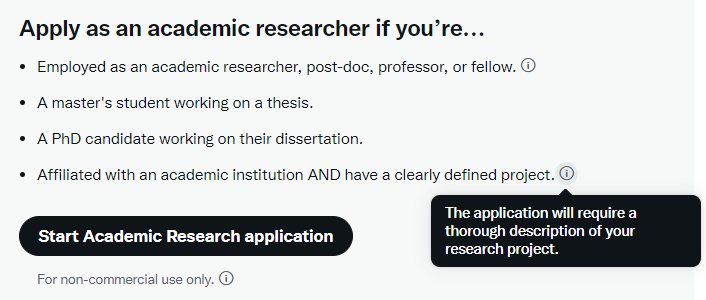 Apply as an academic researcher if you’re…
• Employed as an academic researcher, post-doc, professor, or fellow.
• A master's student working on a thesis.
• A PhD candidate working on their dissertation.
• Affiliated with an academic institution AND have a clearly defined project.
The application will require a
thorough description of your
research project.
Start Academic Research application
For non-commercial use only.